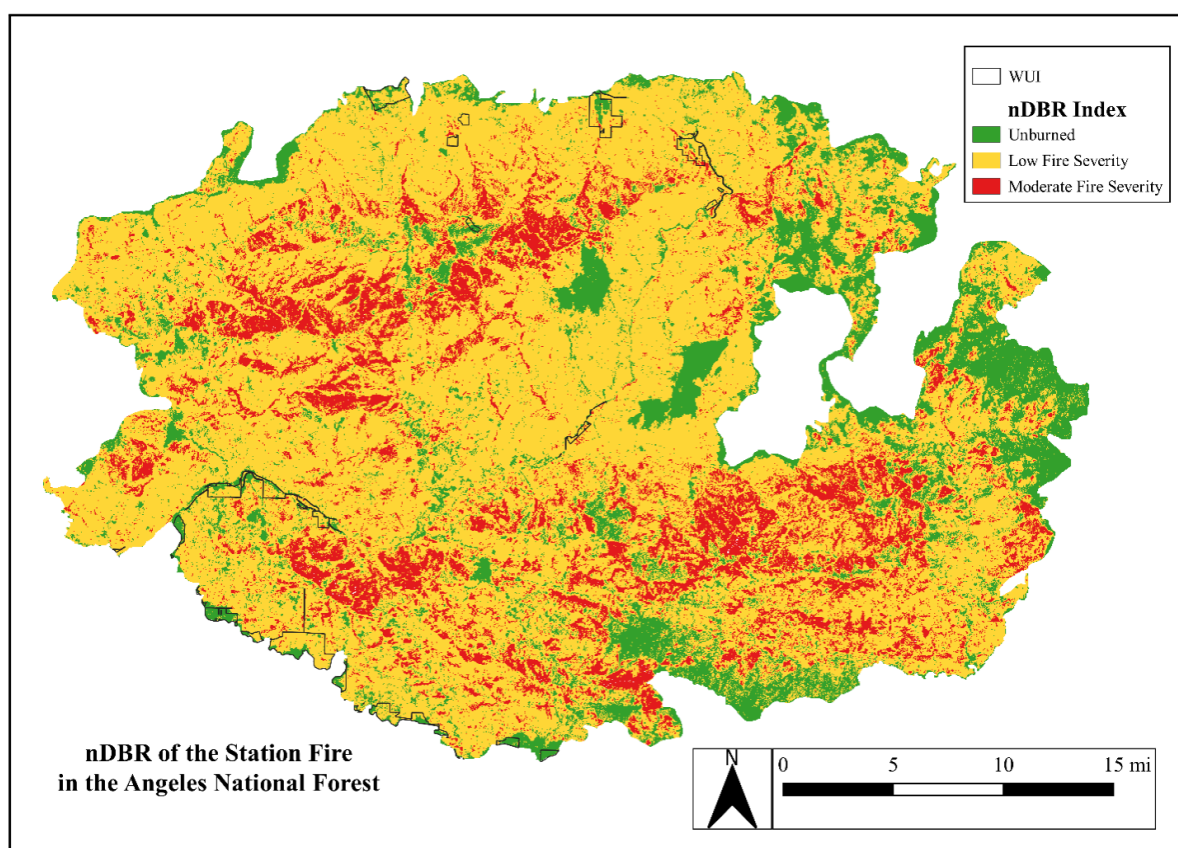 WUI
nDBR Index
Unburned
Low Fire Severity
Moderate Fire Severity
nDBR of the Station Fire
in the Angeles National Forest
N
0 5 10 15 mi